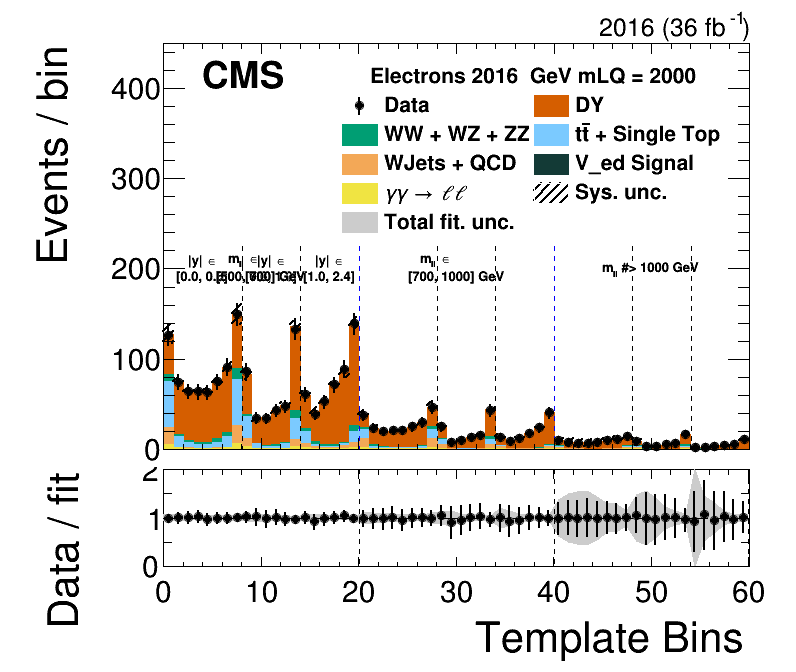 2016 (36 fb⁻¹)
CMS
Electrons 2016 GeV mLQ = 2000
Data
DY
WW + WZ + ZZ
tt̄ + Single Top
WJets + QCD
V_ed Signal
γγ → ℓℓ
Sys. unc.
Total fit. unc.
|y| ∈
m_ll ∈
|y| ∈
|y| ∈
[1.0, 2.4]
m_ll ∈
[700, 1000] GeV
m_ll #> 1000 GeV
Events / bin
400
300
200
100
0
Data / fit
2
1
0
0 10 20 30 40 50 60
Template Bins